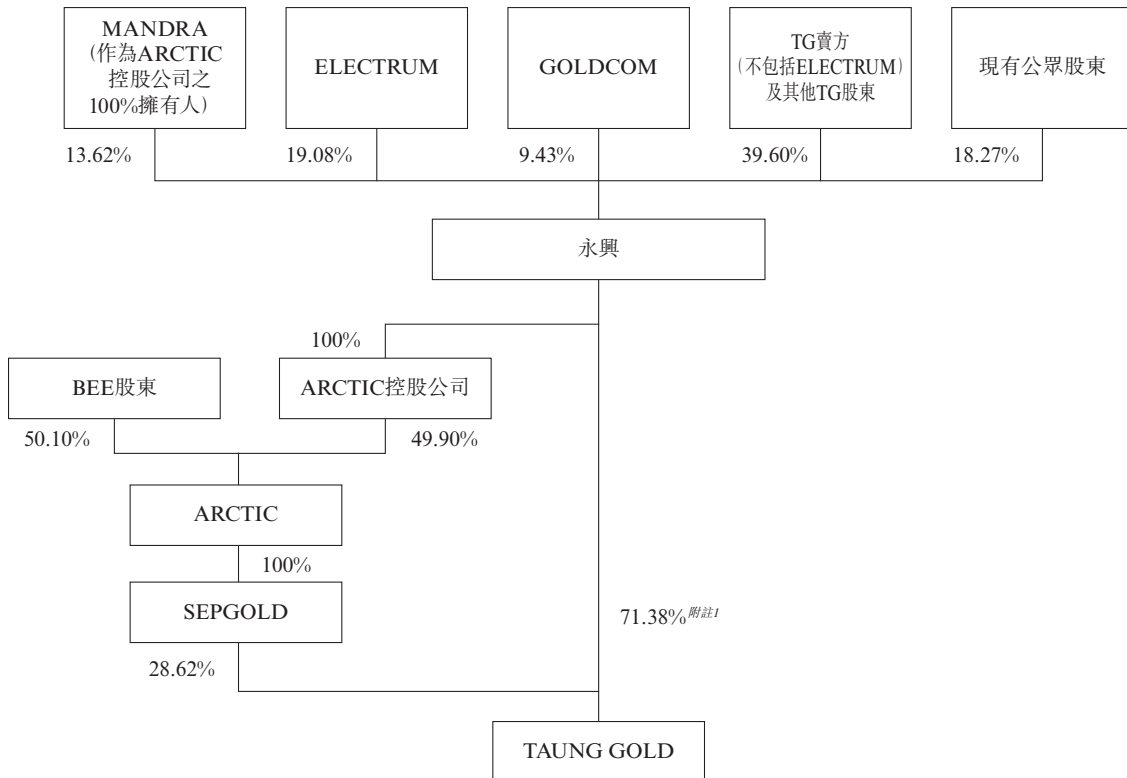 MANDRA
（作為ARCTIC
控股公司之
100%擁有人）
ELECTRUM
GOLDCOM
TG賣方
（不包括ELECTRUM）
及其他TG股東
現有公眾股東
13.62%
19.08%
9.43%
39.60%
18.27%
永興
100%
BEE股東
ARCTIC控股公司
50.10%
49.90%
ARCTIC
100%
SEPGOLD
71.38%附註1
28.62%
TAUNG GOLD